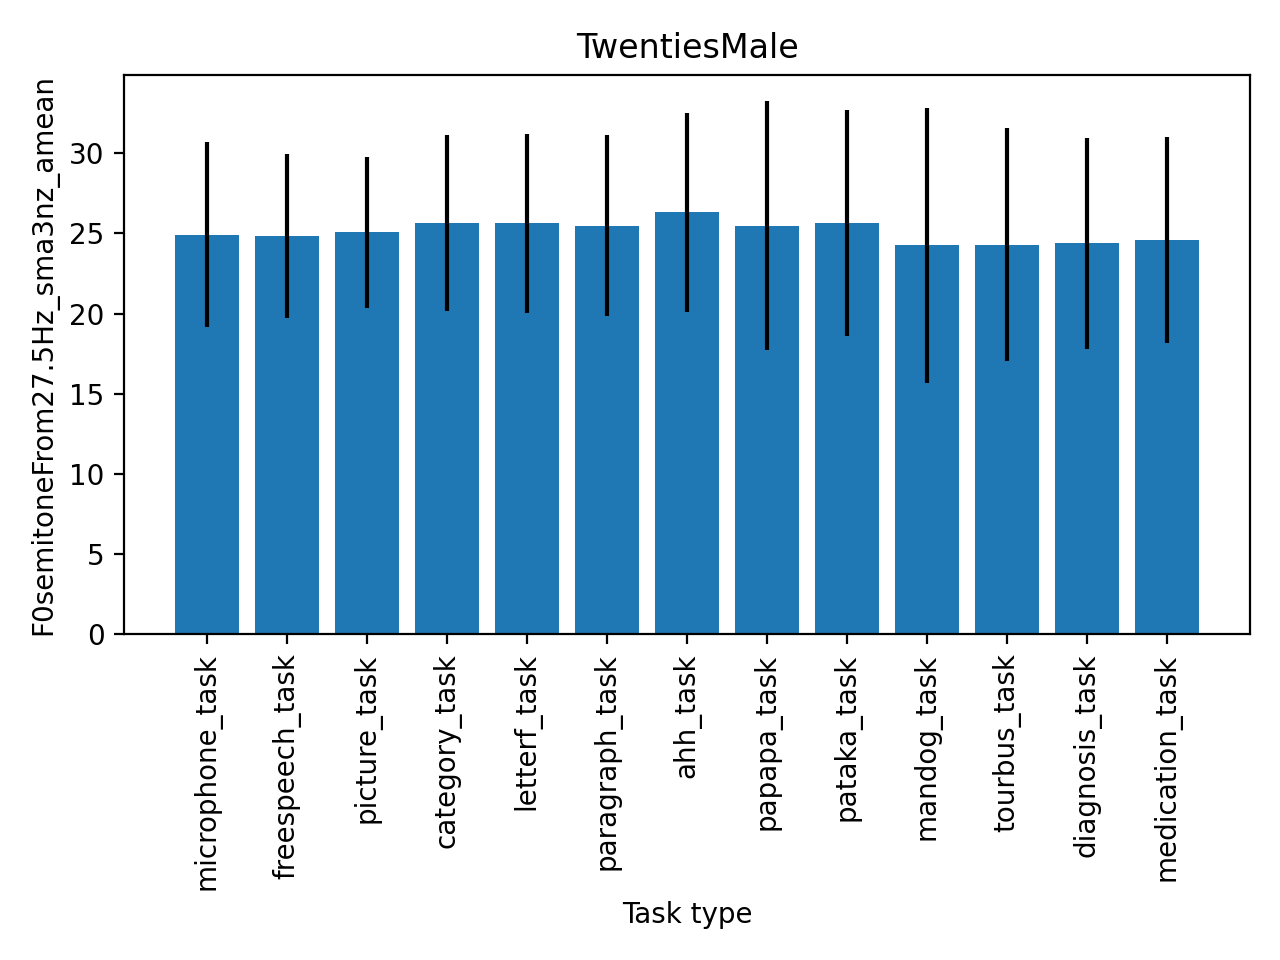 TwentiesMale
F0semitoneFrom27.5Hz_sma3nz_amean
30
25
20
15
10
5
0
microphone_task
freespeech_task
picture_task
category_task
letterf_task
paragraph_task
ahh_task
papapa_task
pataka_task
mandog_task
tourbus_task
diagnosis_task
medication_task
Task type